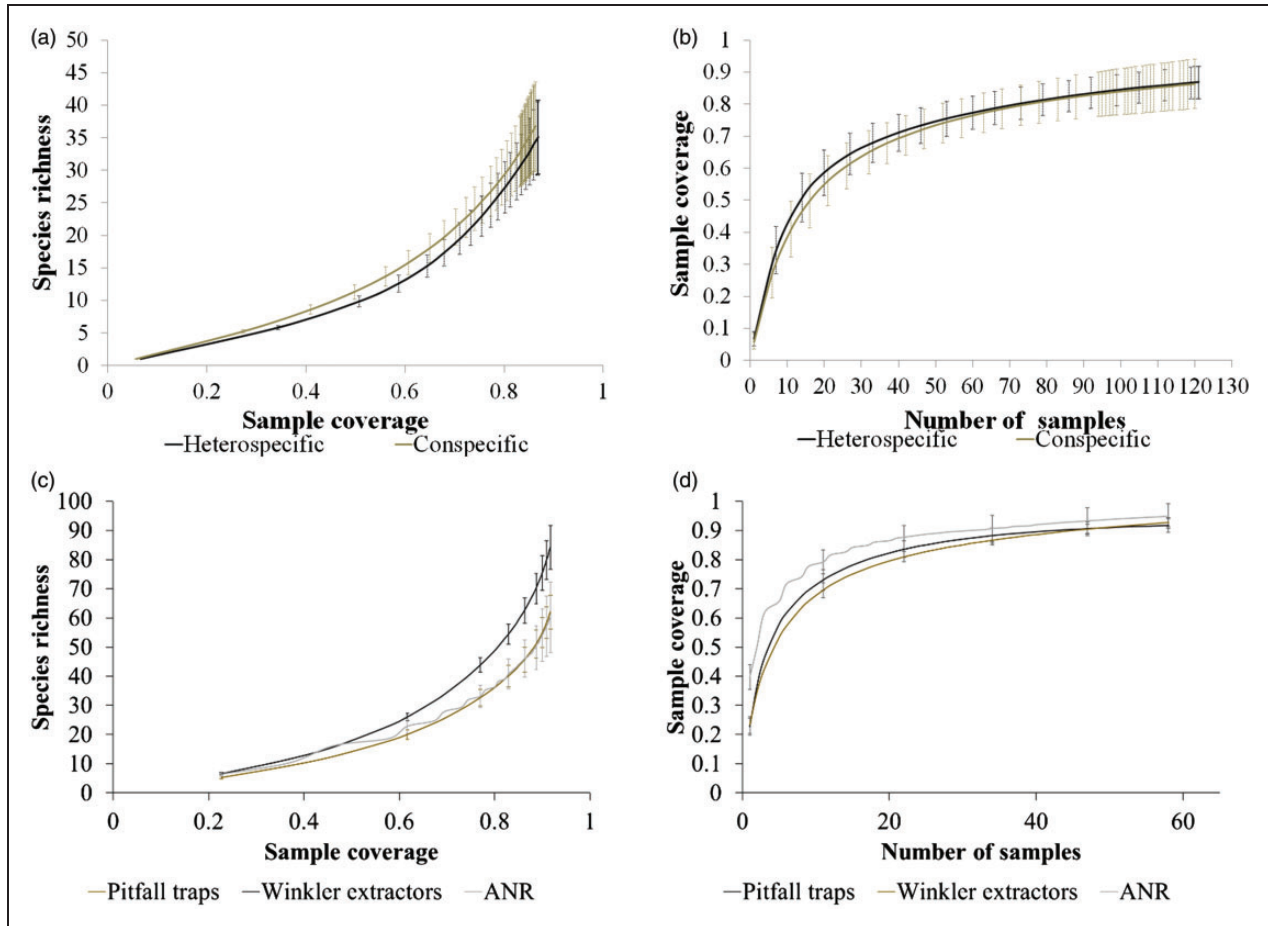 (a)
50
45
40
35
30
25
20
15
10
5
0
Species richness
0 0.2 0.4 0.6 0.8 1
Sample coverage
Heterospecific Conspecific
(b)
1
0.9
0.8
0.7
0.6
0.5
0.4
0.3
0.2
0.1
0
Sample coverage
0 10 20 30 40 50 60 70 80 90 100 110 120 130
Number of samples
Heterospecific Conspecific
(c)
100
90
80
70
60
50
40
30
20
10
0
Species richness
0 0.2 0.4 0.6 0.8 1
Sample coverage
Pitfall traps Winkler extractors ANR
(d)
1
0.9
0.8
0.7
0.6
0.5
0.4
0.3
0.2
0.1
0
Sample coverage
0 20 40 60
Number of samples
Pitfall traps Winkler extractors ANR